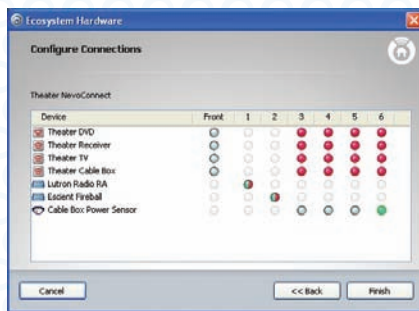 Ecosystem Hardware
Configure Connections
Theater NevoConnect
Device Front 1 2 3 4 5 6
Theater DVD
Theater Receiver
Theater TV
Theater Cable Box
Lutron Radio RA
Escient Fireball
Cable Box Power Sensor
Cancel << Back Finish